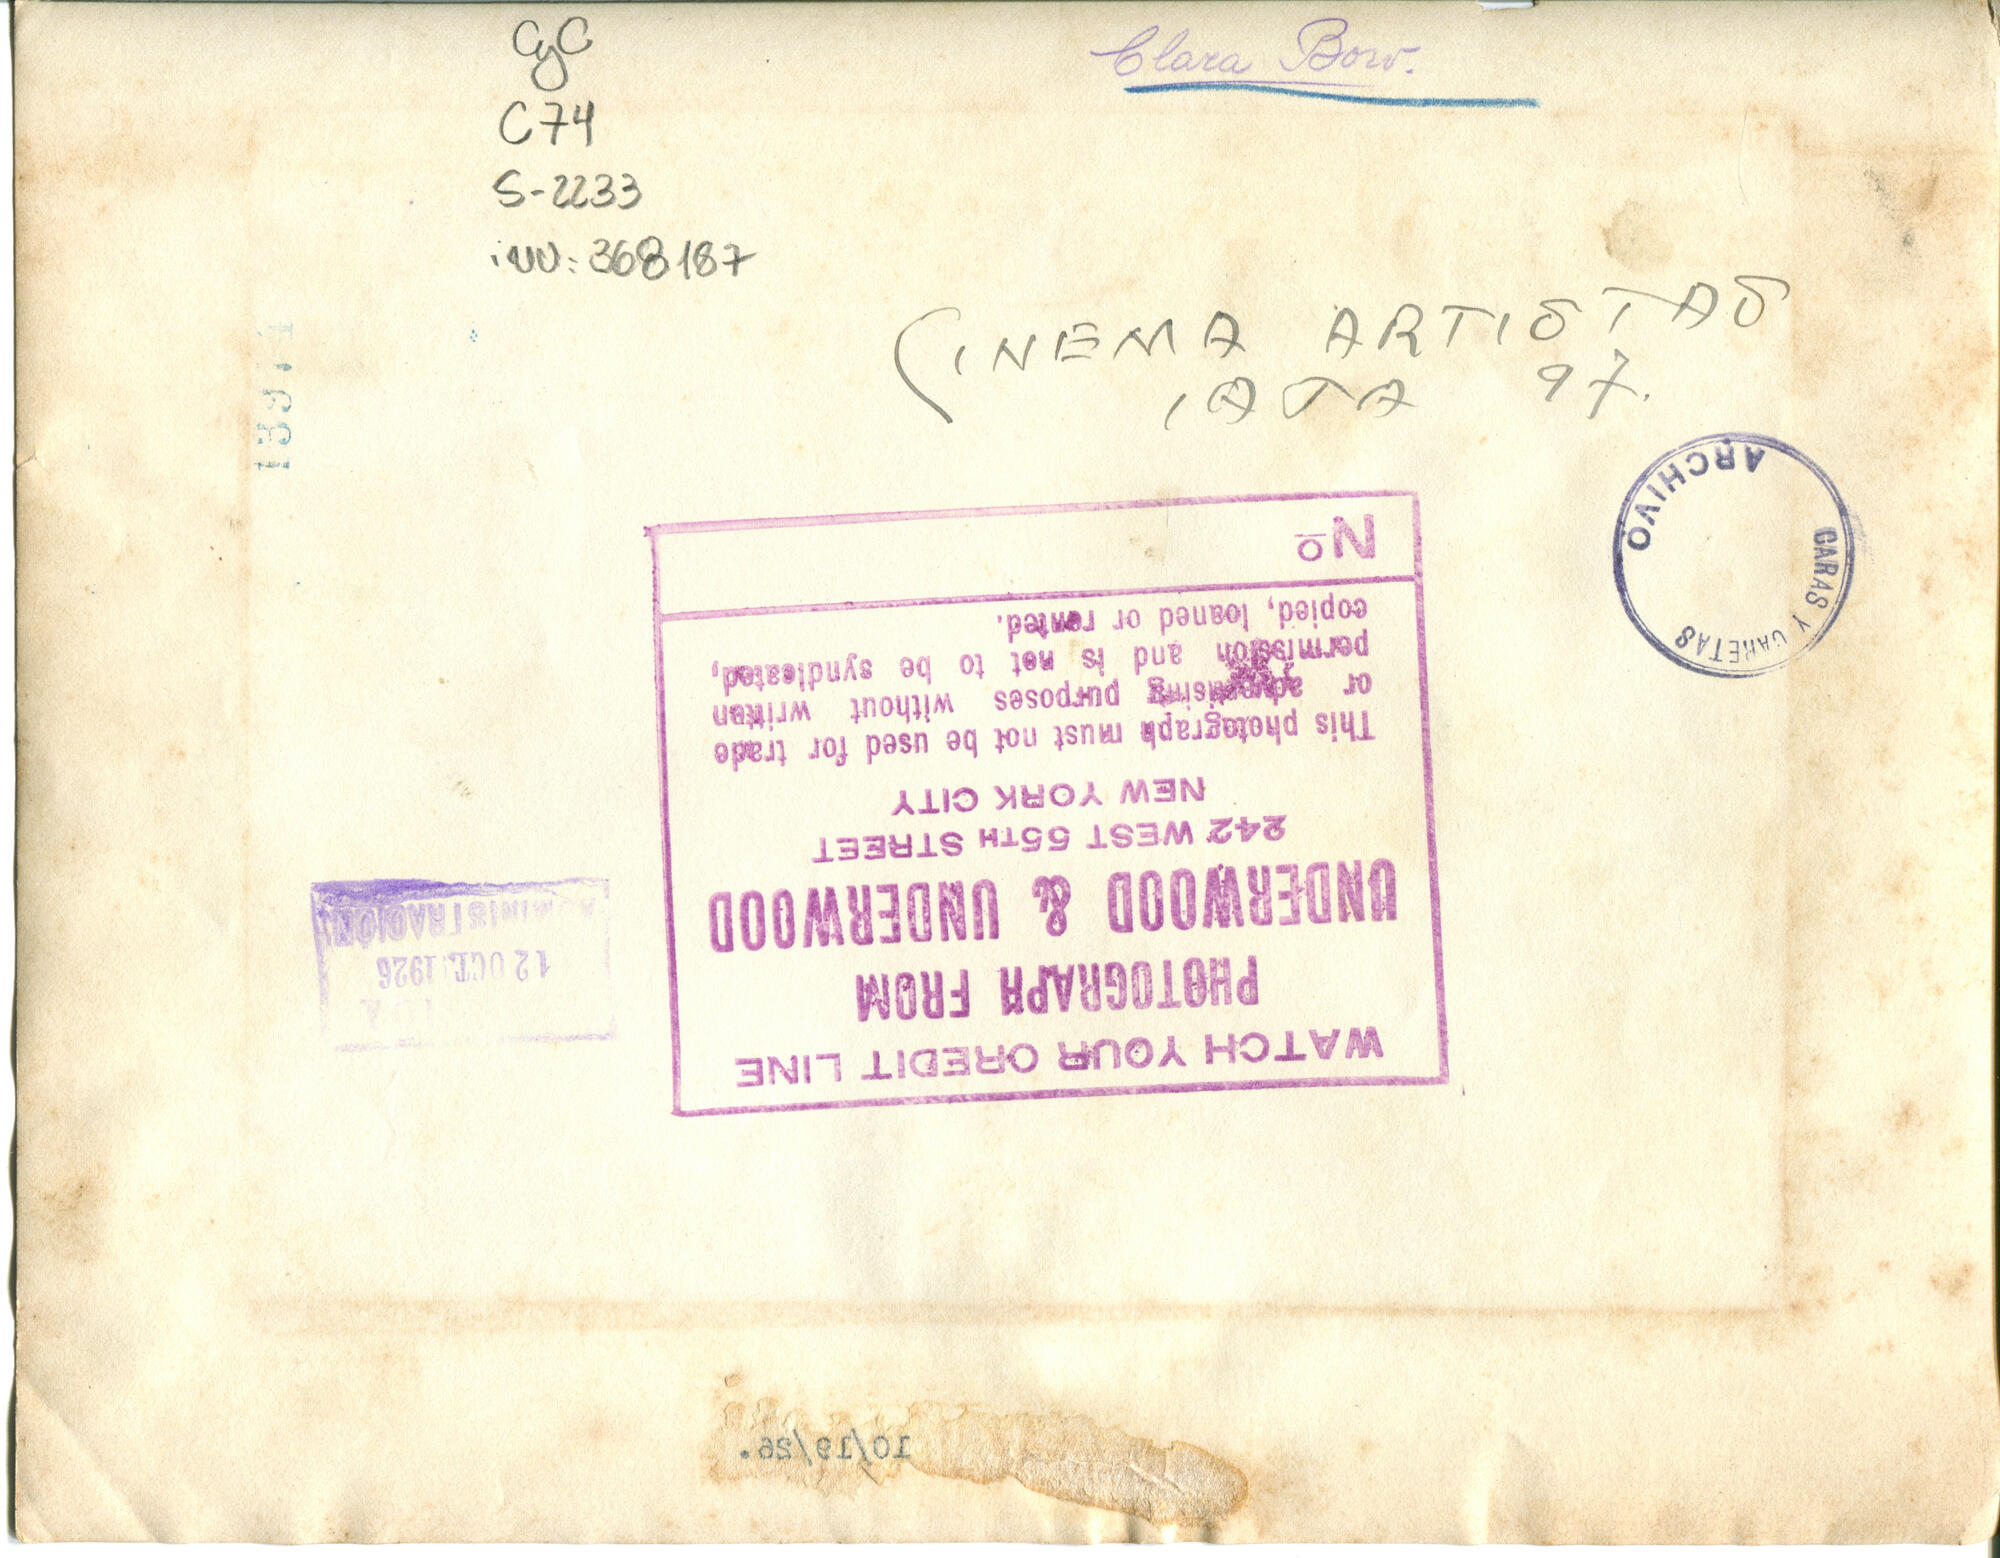 CyC
C74
S-2233
inv: 368187
Clara Bow.
CINEMA ARTISTAS
97.
ARCHIVO
CARAS Y CARETAS
WATCH YOUR CREDIT LINE
PHOTOGRAPH FROM
UNDERWOOD & UNDERWOOD
242 WEST 55TH STREET
NEW YORK CITY
This photograph must not be used for trade
or advertising purposes without written
permission and is not to be syndicated,
copied, loaned or rented.
No
12 OCT. 1926
ADMINISTRACION
10/19/26.